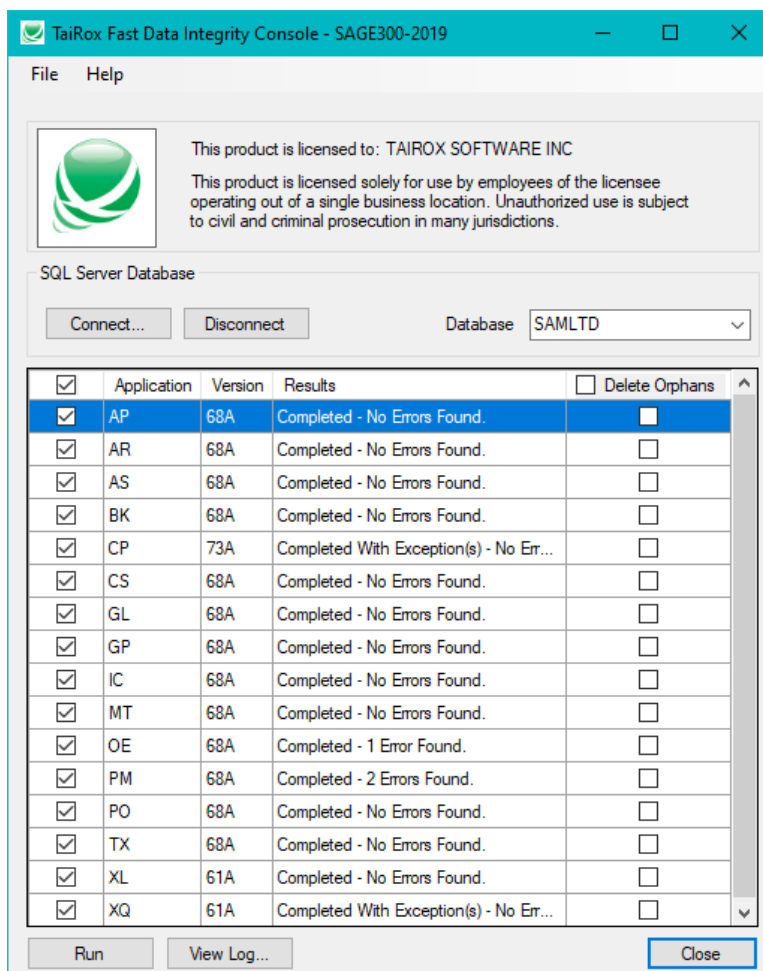 TaiRox Fast Data Integrity Console - SAGE300-2019
File Help
This product is licensed to: TAIROX SOFTWARE INC
This product is licensed solely for use by employees of the licensee
operating out of a single business location. Unauthorized use is subject
to civil and criminal prosecution in many jurisdictions.
SQL Server Database
Connect... Disconnect Database SAMLTD
Application Version Results Delete Orphans
AP 68A Completed - No Errors Found.
AR 68A Completed - No Errors Found.
AS 68A Completed - No Errors Found.
BK 68A Completed - No Errors Found.
CP 73A Completed With Exception(s) - No Err...
CS 68A Completed - No Errors Found.
GL 68A Completed - No Errors Found.
GP 68A Completed - No Errors Found.
IC 68A Completed - No Errors Found.
MT 68A Completed - No Errors Found.
OE 68A Completed - 1 Error Found.
PM 68A Completed - 2 Errors Found.
PO 68A Completed - No Errors Found.
TX 68A Completed - No Errors Found.
XL 61A Completed - No Errors Found.
XQ 61A Completed With Exception(s) - No Err...
Run View Log... Close